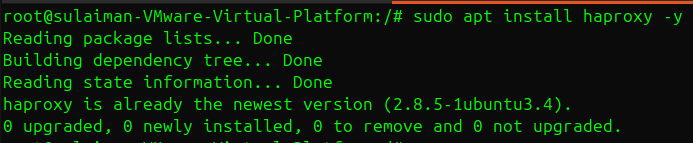 root@sulaiman-VMware-Virtual-Platform:/# sudo apt install haproxy -y
Reading package lists... Done
Building dependency tree... Done
Reading state information... Done
haproxy is already the newest version (2.8.5-1ubuntu3.4).
0 upgraded, 0 newly installed, 0 to remove and 0 not upgraded.